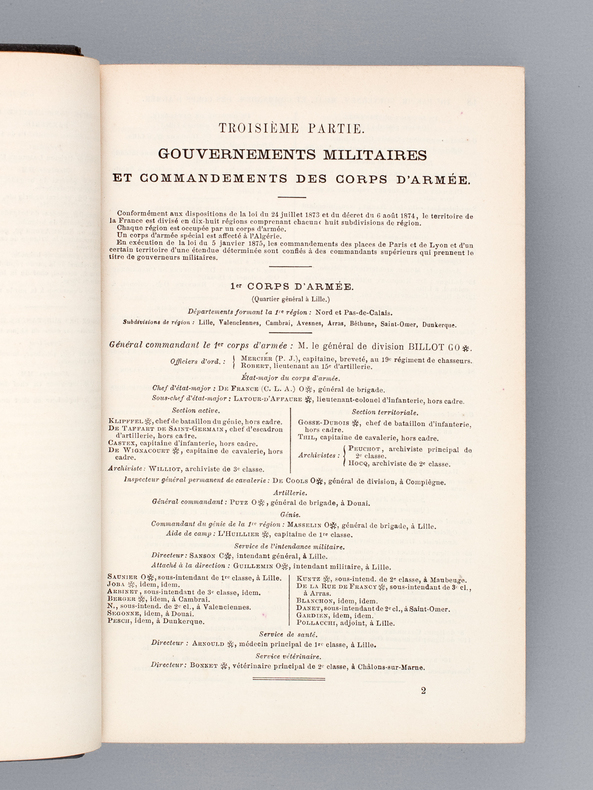 TROISIÈME PARTIE.
GOUVERNEMENTS MILITAIRES
ET COMMANDEMENTS DES CORPS D'ARMÉE.
Conformément aux dispositions de la loi du 24 juillet 1873 et du décret du 6 août 1874, le territoire de
la France est divisé en dix-huit régions comprenant chacune huit subdivisions de région.
Chaque région est occupée par un corps d'armée.
Un corps d'armée spécial est affecté à l'Algérie.
En exécution de la loi du 5 janvier 1875, les commandements des places de Paris et de Lyon et d'un
certain territoire d'une étendue déterminée sont confiés à des commandants supérieurs qui prennent le
titre de gouverneurs militaires.
1er CORPS D'ARMÉE.
(Quartier général à Lille.)
Départements formant la 1re région : Nord et Pas-de-Calais.
Subdivisions de région : Lille, Valenciennes, Cambrai, Avesnes, Arras, Béthune, Saint-Omer, Dunkerque.
Général commandant le 1er corps d'armée : M. le général de division BILLOT GO❀.
Officiers d'ord. : { MERCIER (P. J.), capitaine, breveté, au 19e régiment de chasseurs.
ROBERT, lieutenant au 15e d'artillerie.
État-major du corps d'armée.
Chef d'état-major : DE FRANCE (C. L. A.) O❀, général de brigade.
Sous-chef d'état-major : LATOUR-D'AFFAURE ❀, lieutenant-colonel d'infanterie, hors cadre.
Section active.
KLIPFFEL ❀, chef de bataillon du génie, hors cadre.
DE TAFFART DE SAINT-GERMAIN, chef d'escadron
d'artillerie, hors cadre.
CASTEX, capitaine d'infanterie, hors cadre.
DE WIGNACOURT ❀, capitaine de cavalerie, hors
cadre.
Archiviste : WILLIOT, archiviste de 3e classe.
Section territoriale.
GOSSE-DUBOIS ❀, chef de bataillon d'infanterie,
hors cadre.
THIL, capitaine de cavalerie, hors cadre.
Archivistes : { PEUCHOT, archiviste principal de
2e classe.
HOCQ, archiviste de 2e classe.
Inspecteur général permanent de cavalerie : DE COOLS O❀, général de division, à Compiègne.
Artillerie.
Général commandant : PUTZ O❀, général de brigade, à Douai.
Génie.
Commandant du génie de la 1re région : MASSELIN O❀, général de brigade, à Lille.
Aide de camp : L'HUILLIER ❀, capitaine de 1re classe.
Service de l'intendance militaire.
Directeur : SANSON C❀, intendant général, à Lille.
Attaché à la direction : GUILLEMIN O❀, intendant militaire, à Lille.
SAUNIER O❀, sous-intendant de 1re classe, à Lille.
JOBA ❀, idem, idem.
ARBINET, sous-intendant de 3e classe, idem.
BERGER ❀, idem, à Cambrai.
N., sous-intend. de 2e cl., à Valenciennes.
SEGONNE, idem, à Douai.
PESCH, idem, à Dunkerque.
KUNTZ ❀, sous-intend. de 2e classe, à Maubeuge.
DE LA RUE DE FRANCY ❀, sous-intendant de 3e cl.,
à Arras.
BLANCHON, idem, idem.
DANET, sous-intendant de 2e cl., à Saint-Omer.
GARDIEN, idem, idem.
POLLACCHI, adjoint, à Lille.
Service de santé.
Directeur : ARNOULD ❀, médecin principal de 1re classe, à Lille.
Service vétérinaire.
Directeur : BONNET ❀, vétérinaire principal de 2e classe, à Châlons-sur-Marne.
2